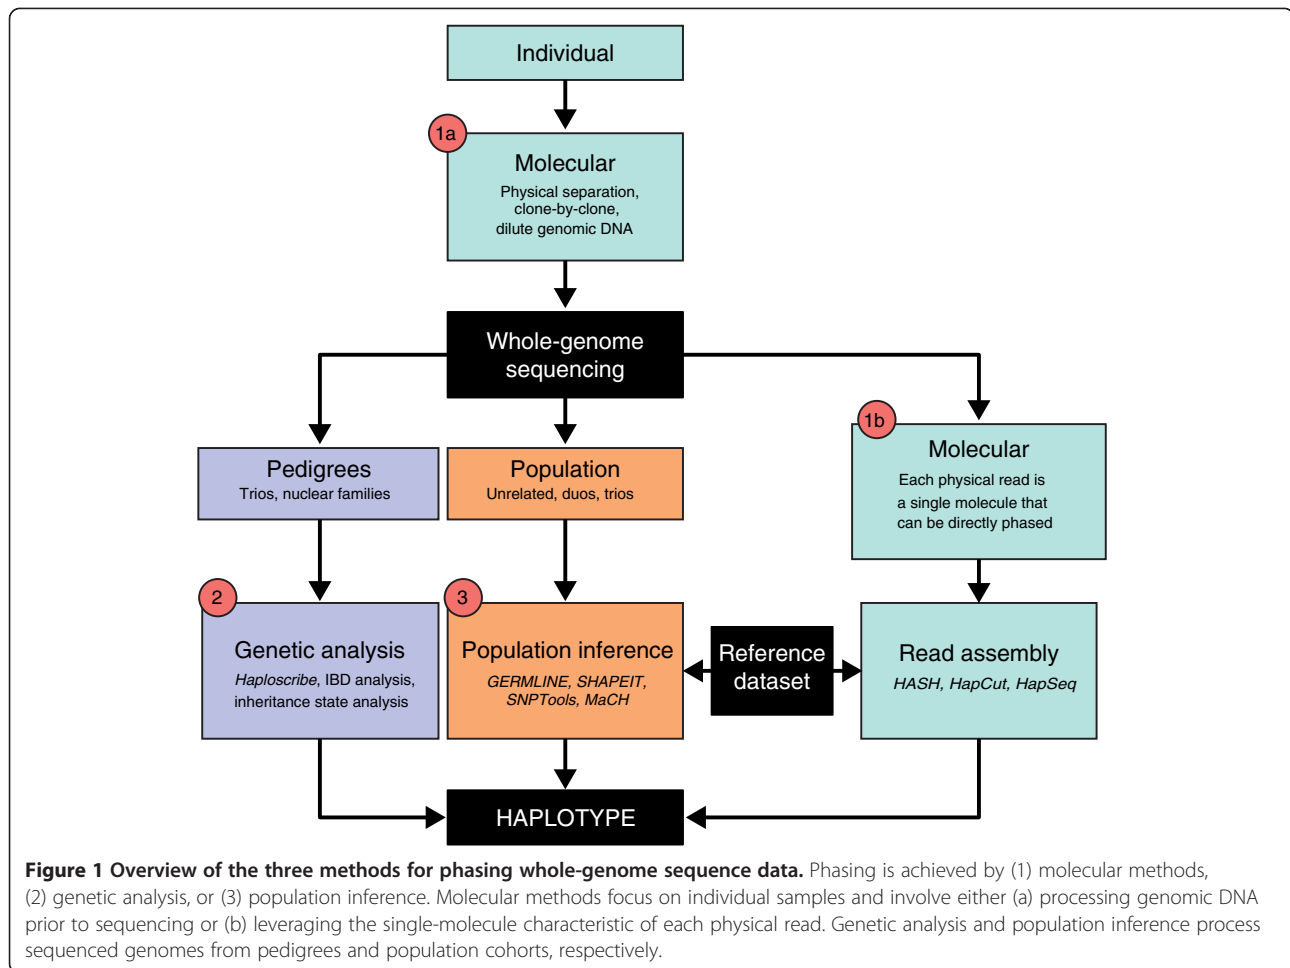 Individual
1a
Molecular
Physical separation,
clone-by-clone,
dilute genomic DNA
Whole-genome
sequencing
Pedigrees
Trios, nuclear families
Population
Unrelated, duos, trios
1b
Molecular
Each physical read is
a single molecule that
can be directly phased
2
Genetic analysis
Haploscribe, IBD analysis,
inheritance state analysis
3
Population inference
GERMLINE, SHAPEIT,
SNPTools, MaCH
Reference
dataset
Read assembly
HASH, HapCut, HapSeq
HAPLOTYPE
Figure 1 Overview of the three methods for phasing whole-genome sequence data. Phasing is achieved by (1) molecular methods,
(2) genetic analysis, or (3) population inference. Molecular methods focus on individual samples and involve either (a) processing genomic DNA
prior to sequencing or (b) leveraging the single-molecule characteristic of each physical read. Genetic analysis and population inference process
sequenced genomes from pedigrees and population cohorts, respectively.